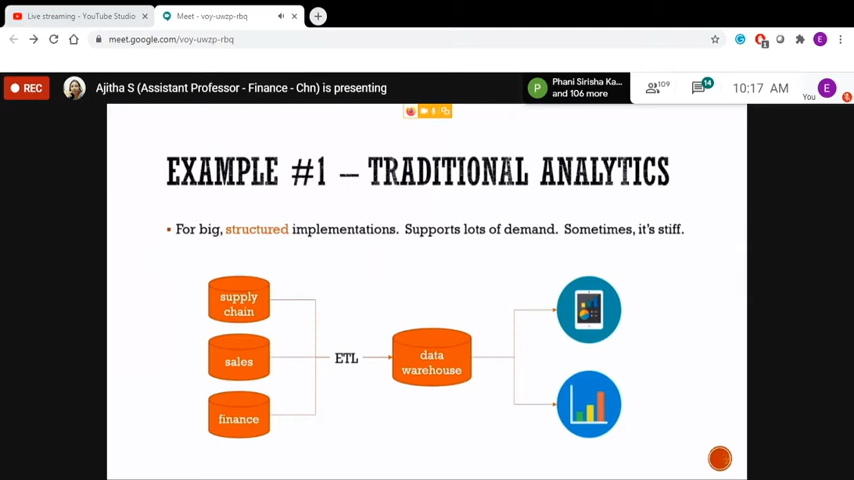 Live streaming - YouTube Studio
Meet - voy-uwzp-rbq
meet.google.com/voy-uwzp-rbq
REC
Ajitha S (Assistant Professor - Finance - Chn) is presenting
P
Phani Sirisha Ka...
and 106 more
109
14
10:17 AM
You
E
EXAMPLE #1 – TRADITIONAL ANALYTICS
• For big, structured implementations. Supports lots of demand. Sometimes, it's stiff.
supply
chain
sales
finance
ETL
data
warehouse